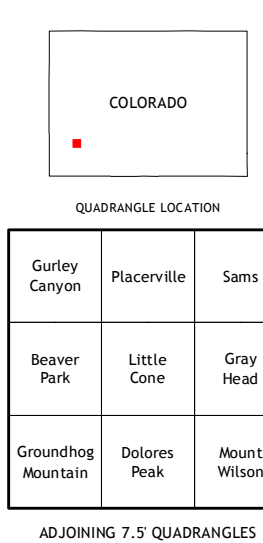 COLORADO
QUADRANGLE LOCATION
Gurley
Canyon
Placerville
Sams
Beaver
Park
Little
Cone
Gray
Head
Groundhog
Mountain
Dolores
Peak
Mount
Wilson
ADJOINING 7.5' QUADRANGLES